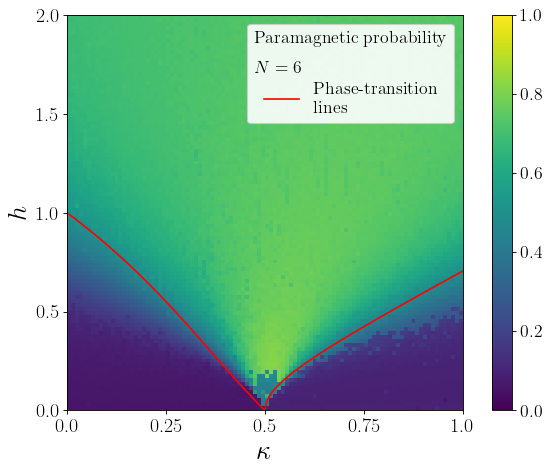 2.0
1.5
1.0
0.5
0.0
h
0.0 0.25 0.5 0.75 1.0
κ
Paramagnetic probability
N = 6
Phase-transition
lines
1.0
0.8
0.6
0.4
0.2
0.0